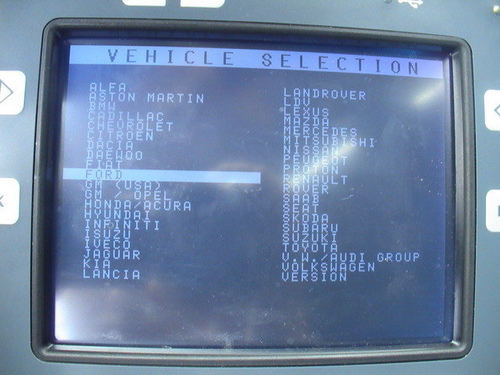 VEHICLE SELECTION
ALFA
ASTON MARTIN
BMW
CADILLAC
CHEVROLET
CITROEN
DACIA
DAEWOO
FIAT
FORD
GM (USA)
GM / OPEL
HONDA/ACURA
HYUNDAI
INFINITI
ISUZU
IVECO
JAGUAR
KIA
LANCIA
LANDROVER
LDV
LEXUS
MAZDA
MERCEDES
MITSUBISHI
NISSAN
PEUGEOT
PROTON
RENAULT
ROVER
SAAB
SEAT
SKODA
SUBARU
SUZUKI
TOYOTA
V.W./AUDI GROUP
VOLKSWAGEN
VERSION